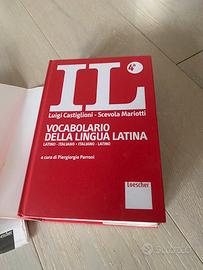 IL
4ª
Luigi Castiglioni - Scevola Mariotti
VOCABOLARIO
DELLA LINGUA LATINA
LATINO - ITALIANO • ITALIANO - LATINO
a cura di Piergiorgio Parroni
Loescher
subito